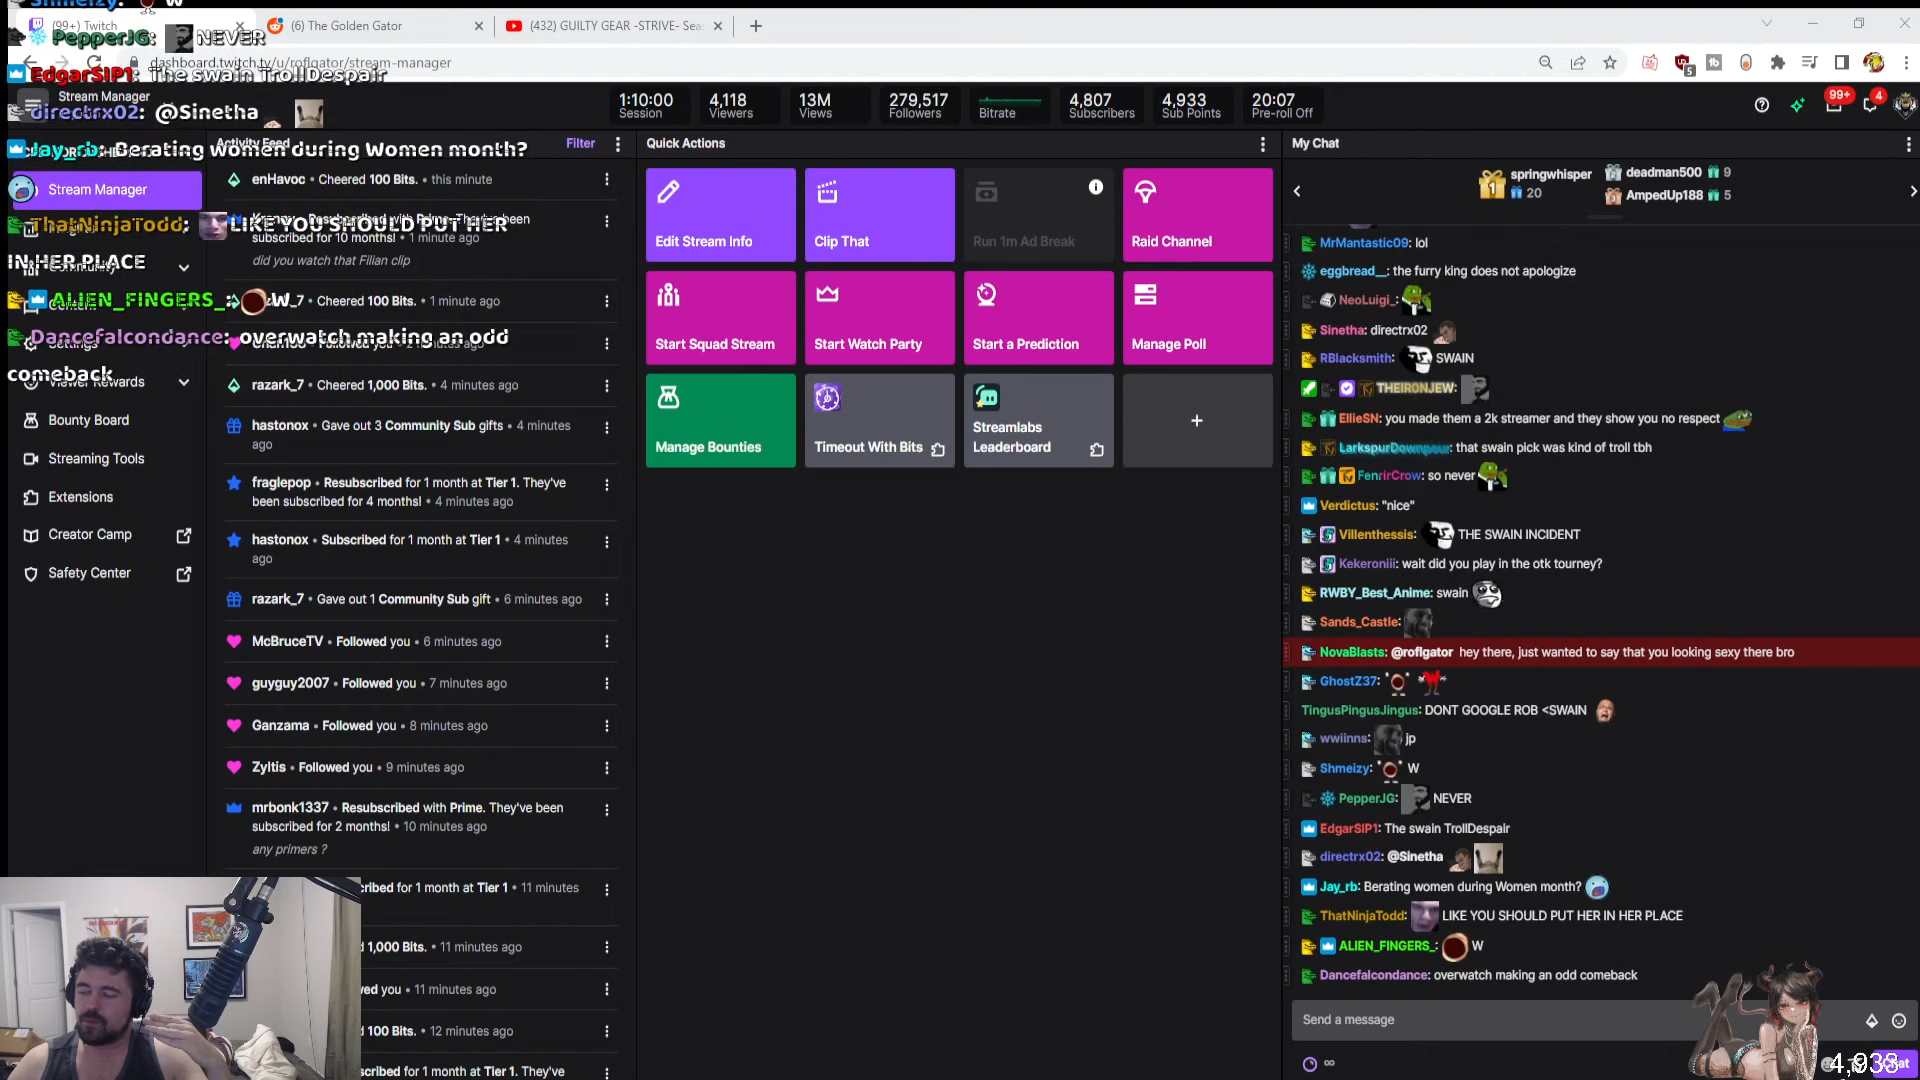 Shmeizy: W
(99+) Twitch
(6) The Golden Gator
(432) GUILTY GEAR -STRIVE- Sea
PepperJG: NEVER
dashboard.twitch.tv/u/roflgator/stream-manager
EdgarSIP1: The swain TrollDespair
Stream Manager
directrx02: @Sinetha
1:10:00
Session
4,118
Viewers
13M
Views
279,517
Followers
Bitrate
4,807
Subscribers
4,933
Sub Points
20:07
Pre-roll Off
99+
4
5
Jay_rb: Berating women during Women month?
Stream Manager
ThatNinjaTodd: LIKE YOU SHOULD PUT HER
IN HER PLACE
Community
ALIEN_FINGERS_: W
Dancefalcondance: overwatch making an odd
comeback
Settings
Viewer Rewards
Bounty Board
Streaming Tools
Extensions
Creator Camp
Safety Center
Activity Feed
Filter
enHavoc • Cheered 100 Bits. • this minute
subscribed for 10 months! • 1 minute ago
did you watch that Filian clip
_7 • Cheered 100 Bits. • 1 minute ago
razark_7 • Cheered 1,000 Bits. • 4 minutes ago
hastonox • Gave out 3 Community Sub gifts • 4 minutes
ago
fraglepop • Resubscribed for 1 month at Tier 1. They've
been subscribed for 4 months! • 4 minutes ago
hastonox • Subscribed for 1 month at Tier 1 • 4 minutes
ago
razark_7 • Gave out 1 Community Sub gift • 6 minutes ago
McBruceTV • Followed you • 6 minutes ago
guyguy2007 • Followed you • 7 minutes ago
Ganzama • Followed you • 8 minutes ago
Zyltis • Followed you • 9 minutes ago
mrbonk1337 • Resubscribed with Prime. They've been
subscribed for 2 months! • 10 minutes ago
any primers ?
cribed for 1 month at Tier 1 • 11 minutes
d 1,000 Bits. • 11 minutes ago
wed you • 11 minutes ago
100 Bits. • 12 minutes ago
scribed for 1 month at Tier 1. They've
Quick Actions
Edit Stream Info
Clip That
Run 1m Ad Break
Raid Channel
Start Squad Stream
Start Watch Party
Start a Prediction
Manage Poll
Manage Bounties
Timeout With Bits
Streamlabs
Leaderboard
My Chat
1
springwhisper
20
deadman500 9
AmpedUp188 5
MrMantastic09: lol
eggbread__: the furry king does not apologize
NeoLuigi_:
Sinetha: directrx02
RBlacksmith: SWAIN
THEIRONJEW:
EllieSN: you made them a 2k streamer and they show you no respect
LarkspurDownpour: that swain pick was kind of troll tbh
FenrirCrow: so never
Verdictus: "nice"
Villenthessis: THE SWAIN INCIDENT
Kekeroniii: wait did you play in the otk tourney?
RWBY_Best_Anime: swain
Sands_Castle:
NovaBlasts: @roflgator hey there, just wanted to say that you looking sexy there bro
GhostZ37:
TingusPingusJingus: DONT GOOGLE ROB <SWAIN
wwiinns: jp
Shmeizy: W
PepperJG: NEVER
EdgarSIP1: The swain TrollDespair
directrx02: @Sinetha
Jay_rb: Berating women during Women month?
ThatNinjaTodd: LIKE YOU SHOULD PUT HER IN HER PLACE
ALIEN_FINGERS_: W
Dancefalcondance: overwatch making an odd comeback
Send a message
4,933
Chat